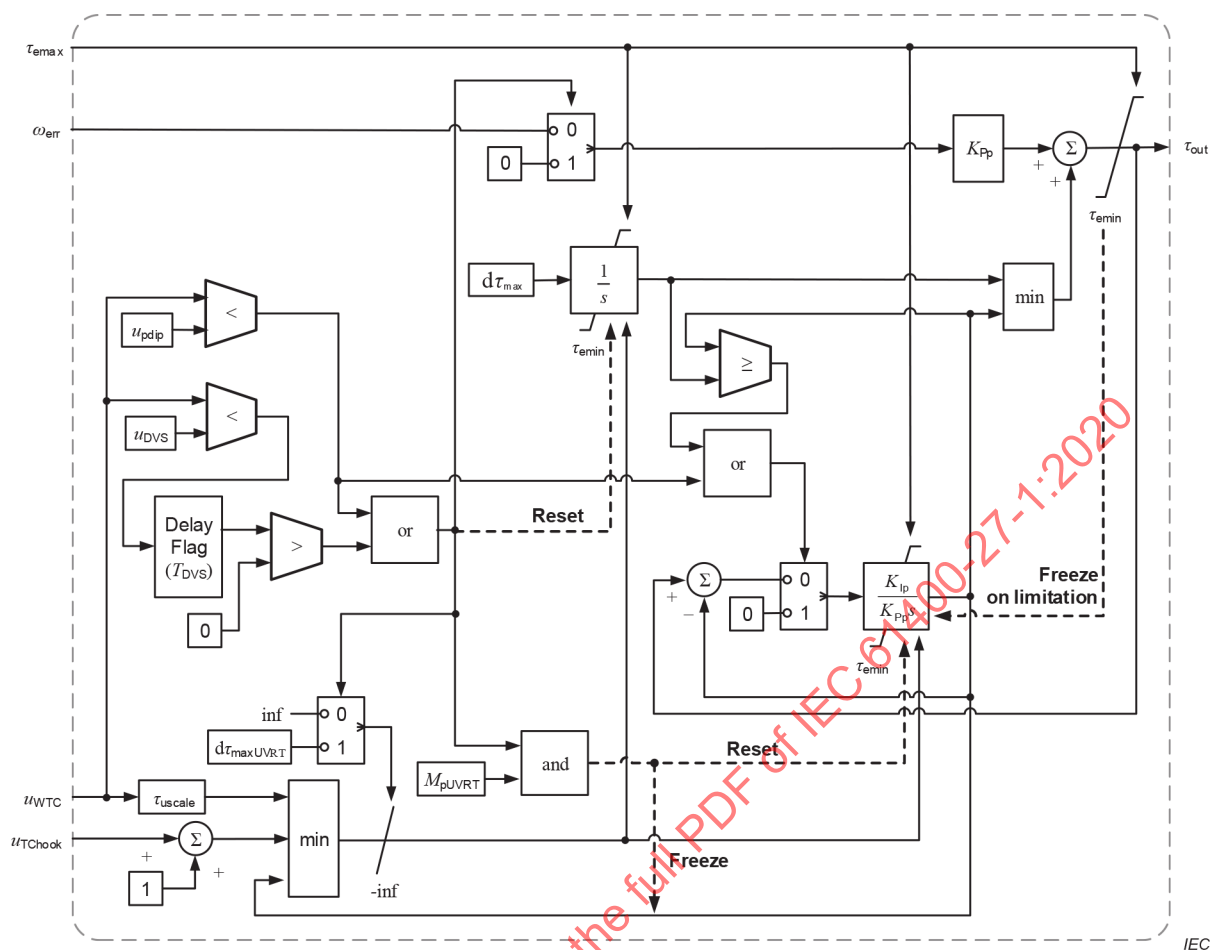 τemax
ωerr
0
1
0
KPp
Σ
+
+
τout
τemin
dτmax
1
s
τemin
min
updip
<
≥
uDVS
<
or
Delay
Flag
(TDVS)
>
or
Reset
0
Σ
+
−
0
1
0
KIp
KPps
τemin
Freeze
on limitation
inf
0
1
dτmaxUVRT
MpUVRT
and
Reset
uWTC
τuscale
min
uTChook
Σ
+
+
1
-inf
Freeze
the full PDF of IEC 61400-27-1:2020
IEC